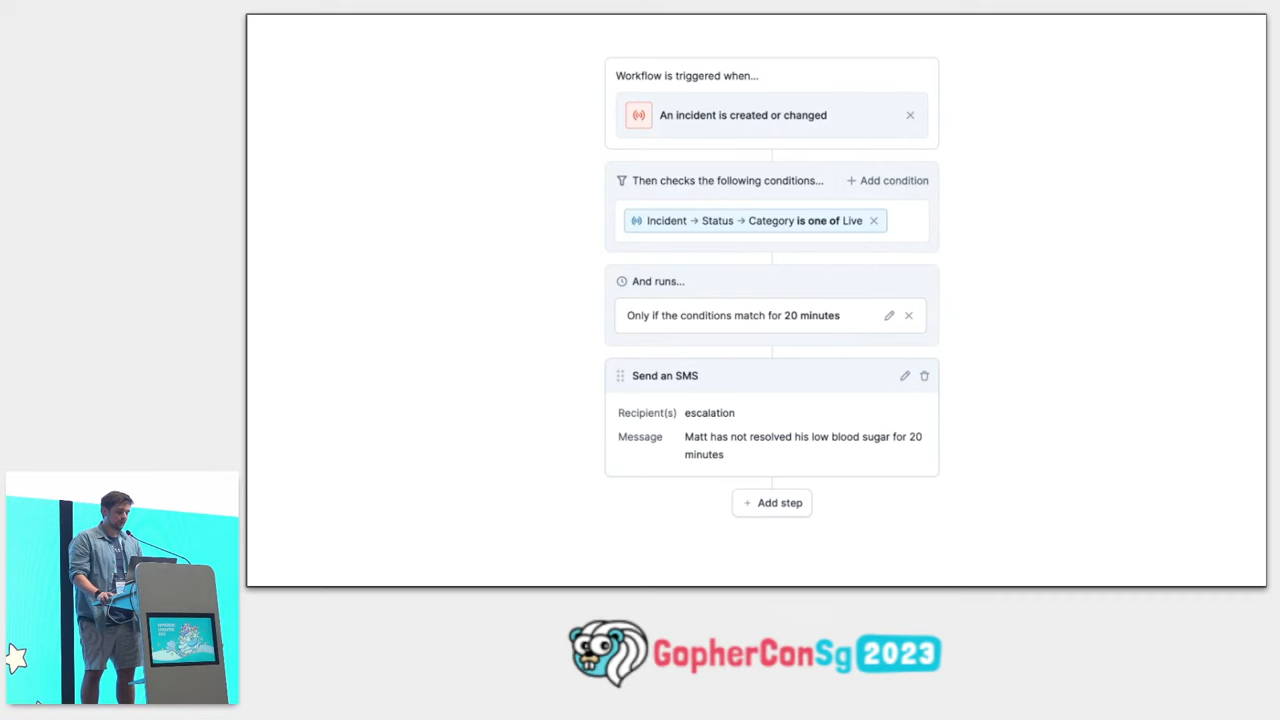 Workflow is triggered when...
An incident is created or changed
Then checks the following conditions...
+ Add condition
Incident → Status → Category is one of Live
And runs...
Only if the conditions match for 20 minutes
Send an SMS
Recipient(s) escalation
Message Matt has not resolved his low blood sugar for 20
minutes
+ Add step
GopherConSg 2023